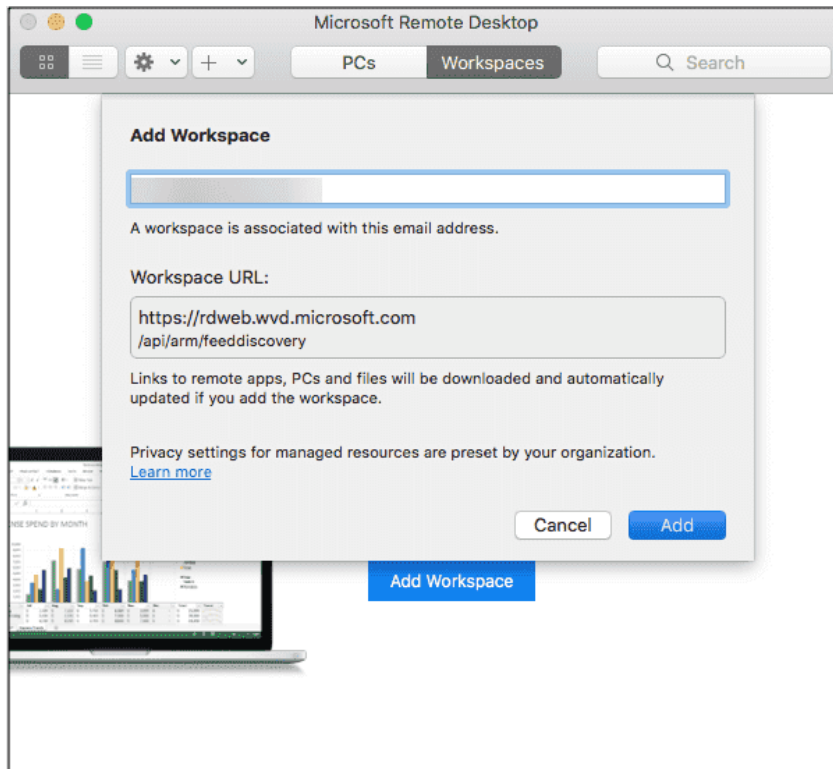 Microsoft Remote Desktop
PCs
Workspaces
Search
Add Workspace
A workspace is associated with this email address.
Workspace URL:
https://rdweb.wvd.microsoft.com
/api/arm/feeddiscovery
Links to remote apps, PCs and files will be downloaded and automatically
updated if you add the workspace.
Privacy settings for managed resources are preset by your organization.
Learn more
Cancel
Add
Add Workspace
SPEND BY MONTH